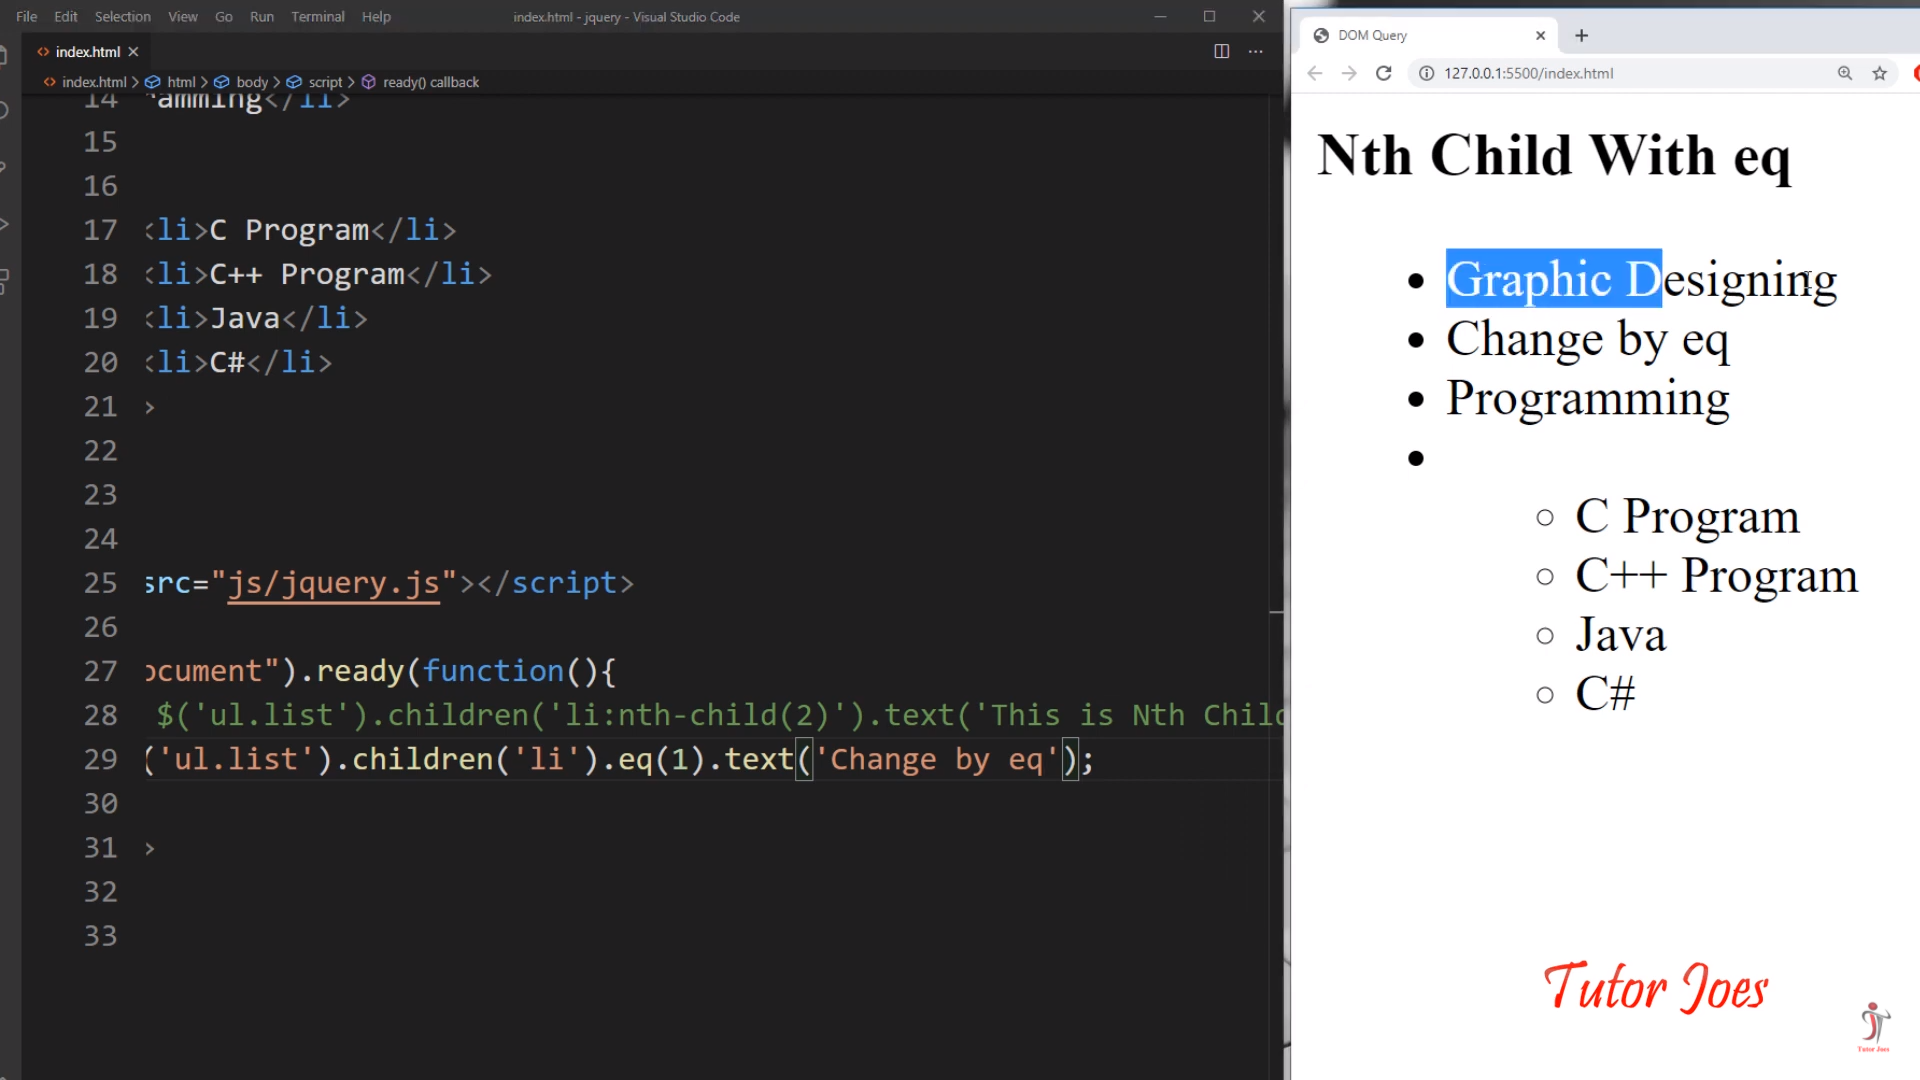 File Edit Selection View Go Run Terminal Help index.html - jquery - Visual Studio Code
index.html
index.html > html > body > script > ready() callback
14 amming</li>
15
16
17 <li>C Program</li>
18 <li>C++ Program</li>
19 <li>Java</li>
20 <li>C#</li>
21 >
22
23
24
25 src="js/jquery.js"></script>
26
27 ocument").ready(function(){
28 $('ul.list').children('li:nth-child(2)').text('This is Nth Child
29 ('ul.list').children('li').eq(1).text('Change by eq');
30
31 >
32
33
DOM Query
127.0.0.1:5500/index.html
Nth Child With eq
Graphic Designing
Change by eq
Programming
C Program
C++ Program
Java
C#
Tutor Joes
Tutor Joes